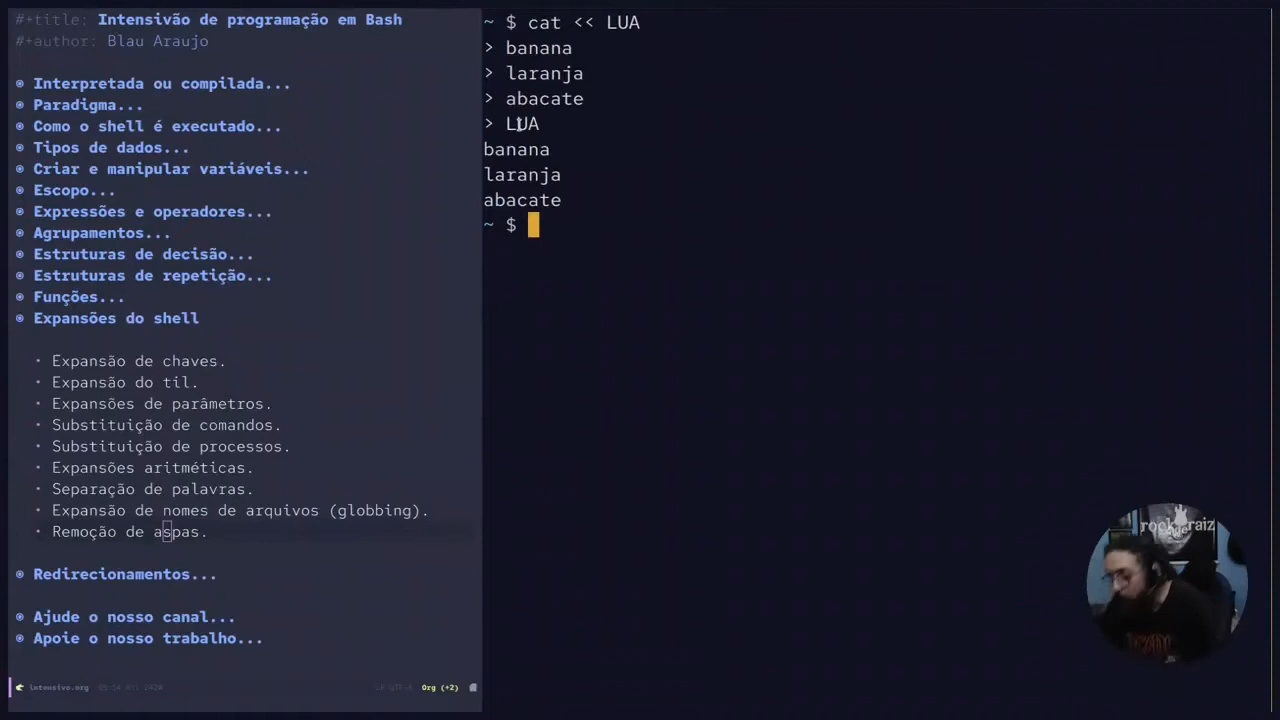 #+title: Intensivão de programação em Bash
#+author: Blau Araujo
Interpretada ou compilada...
Paradigma...
Como o shell é executado...
Tipos de dados...
Criar e manipular variáveis...
Escopo...
Expressões e operadores...
Agrupamentos...
Estruturas de decisão...
Estruturas de repetição...
Funções...
Expansões do shell
• Expansão de chaves.
• Expansão do til.
• Expansões de parâmetros.
• Substituição de comandos.
• Substituição de processos.
• Expansões aritméticas.
• Separação de palavras.
• Expansão de nomes de arquivos (globbing).
• Remoção de aspas.
Redirecionamentos...
Ajude o nosso canal...
Apoie o nosso trabalho...
intensivo.org
Org (+2)
~ $ cat << LUA
> banana
> laranja
> abacate
> LUA
banana
laranja
abacate
~ $
rock raiz